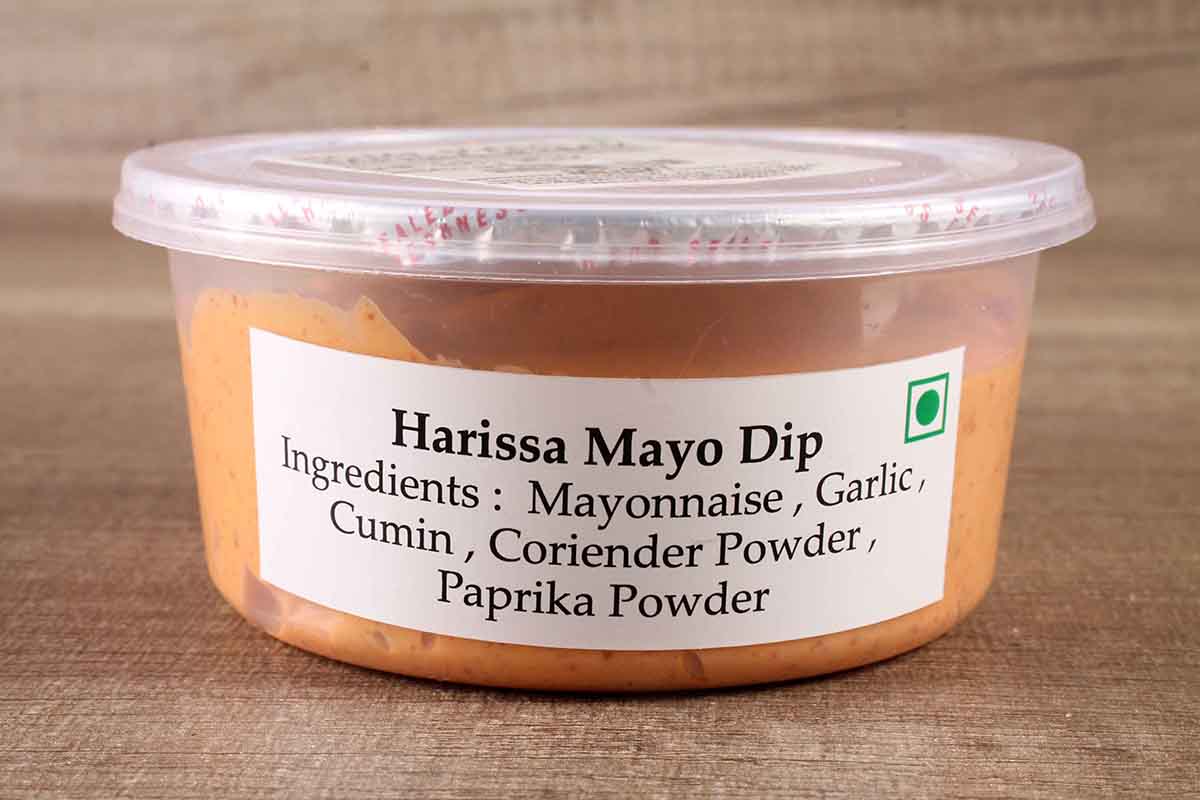 Harissa Mayo Dip
Ingredients : Mayonnaise , Garlic ,
Cumin , Coriender Powder ,
Paprika Powder